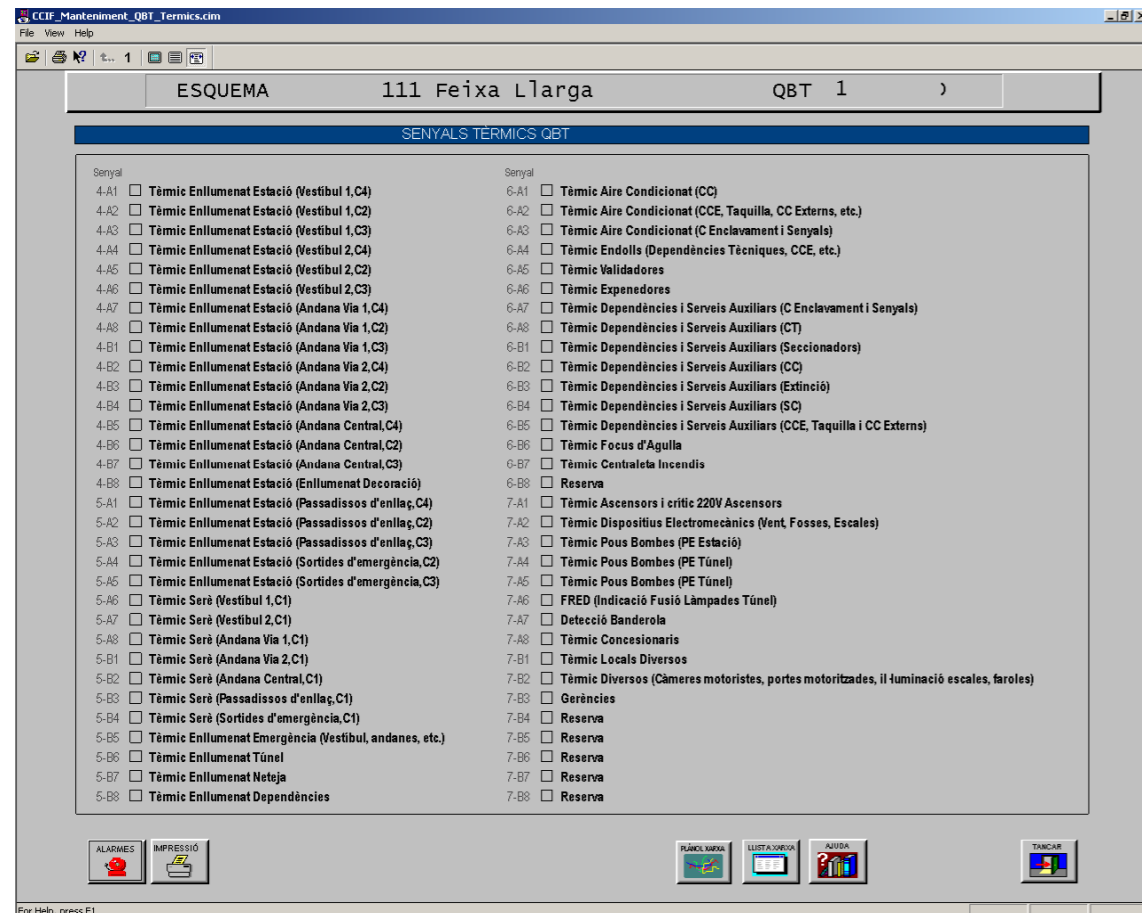 CCIF_Manteniment_QBT_Termics.cim
File View Help
1
ESQUEMA 111 Feixa Llarga QBT 1 )
SENYALS TÈRMICS QBT
Senyal
4-A1 Tèrmic Enllumenat Estació (Vestíbul 1,C4)
4-A2 Tèrmic Enllumenat Estació (Vestíbul 1,C2)
4-A3 Tèrmic Enllumenat Estació (Vestíbul 1,C3)
4-A4 Tèrmic Enllumenat Estació (Vestíbul 2,C4)
4-A5 Tèrmic Enllumenat Estació (Vestíbul 2,C2)
4-A6 Tèrmic Enllumenat Estació (Vestíbul 2,C3)
4-A7 Tèrmic Enllumenat Estació (Andana Via 1,C4)
4-A8 Tèrmic Enllumenat Estació (Andana Via 1,C2)
4-B1 Tèrmic Enllumenat Estació (Andana Via 1,C3)
4-B2 Tèrmic Enllumenat Estació (Andana Via 2,C4)
4-B3 Tèrmic Enllumenat Estació (Andana Via 2,C2)
4-B4 Tèrmic Enllumenat Estació (Andana Via 2,C3)
4-B5 Tèrmic Enllumenat Estació (Andana Central,C4)
4-B6 Tèrmic Enllumenat Estació (Andana Central,C2)
4-B7 Tèrmic Enllumenat Estació (Andana Central,C3)
4-B8 Tèrmic Enllumenat Estació (Enllumenat Decoració)
5-A1 Tèrmic Enllumenat Estació (Passadissos d'enllaç,C4)
5-A2 Tèrmic Enllumenat Estació (Passadissos d'enllaç,C2)
5-A3 Tèrmic Enllumenat Estació (Passadissos d'enllaç,C3)
5-A4 Tèrmic Enllumenat Estació (Sortides d'emergència,C2)
5-A5 Tèrmic Enllumenat Estació (Sortides d'emergència,C3)
5-A6 Tèrmic Serè (Vestíbul 1,C1)
5-A7 Tèrmic Serè (Vestíbul 2,C1)
5-A8 Tèrmic Serè (Andana Via 1,C1)
5-B1 Tèrmic Serè (Andana Via 2,C1)
5-B2 Tèrmic Serè (Andana Central,C1)
5-B3 Tèrmic Serè (Passadissos d'enllaç,C1)
5-B4 Tèrmic Serè (Sortides d'emergència,C1)
5-B5 Tèrmic Enllumenat Emergència (Vestíbul, andanes, etc.)
5-B6 Tèrmic Enllumenat Túnel
5-B7 Tèrmic Enllumenat Neteja
5-B8 Tèrmic Enllumenat Dependències
Senyal
6-A1 Tèrmic Aire Condicionat (CC)
6-A2 Tèrmic Aire Condicionat (CCE, Taquilla, CC Externs, etc.)
6-A3 Tèrmic Aire Condicionat (C Enclavament i Senyals)
6-A4 Tèrmic Endolls (Dependències Tècniques, CCE, etc.)
6-A5 Tèrmic Validadores
6-A6 Tèrmic Expenedores
6-A7 Tèrmic Dependències i Serveis Auxiliars (C Enclavament i Senyals)
6-A8 Tèrmic Dependències i Serveis Auxiliars (CT)
6-B1 Tèrmic Dependències i Serveis Auxiliars (Seccionadors)
6-B2 Tèrmic Dependències i Serveis Auxiliars (CC)
6-B3 Tèrmic Dependències i Serveis Auxiliars (Extinció)
6-B4 Tèrmic Dependències i Serveis Auxiliars (SC)
6-B5 Tèrmic Dependències i Serveis Auxiliars (CCE, Taquilla i CC Externs)
6-B6 Tèrmic Focus d'Agulla
6-B7 Tèrmic Centraleta Incendis
6-B8 Reserva
7-A1 Tèrmic Ascensors i crític 220V Ascensors
7-A2 Tèrmic Dispositius Electromecànics (Vent, Fosses, Escales)
7-A3 Tèrmic Pous Bombes (PE Estació)
7-A4 Tèrmic Pous Bombes (PE Túnel)
7-A5 Tèrmic Pous Bombes (PE Túnel)
7-A6 FRED (Indicació Fusió Làmpades Túnel)
7-A7 Detecció Banderola
7-A8 Tèrmic Concesionaris
7-B1 Tèrmic Locals Diversos
7-B2 Tèrmic Diversos (Càmeres motoristes, portes motoritzades, il·luminació escales, faroles)
7-B3 Gerències
7-B4 Reserva
7-B5 Reserva
7-B6 Reserva
7-B7 Reserva
7-B8 Reserva
ALARMES IMPRESSIÓ PLÀNOL XARXA LLISTA XARXA AJUDA TANCAR
For Help, press F1